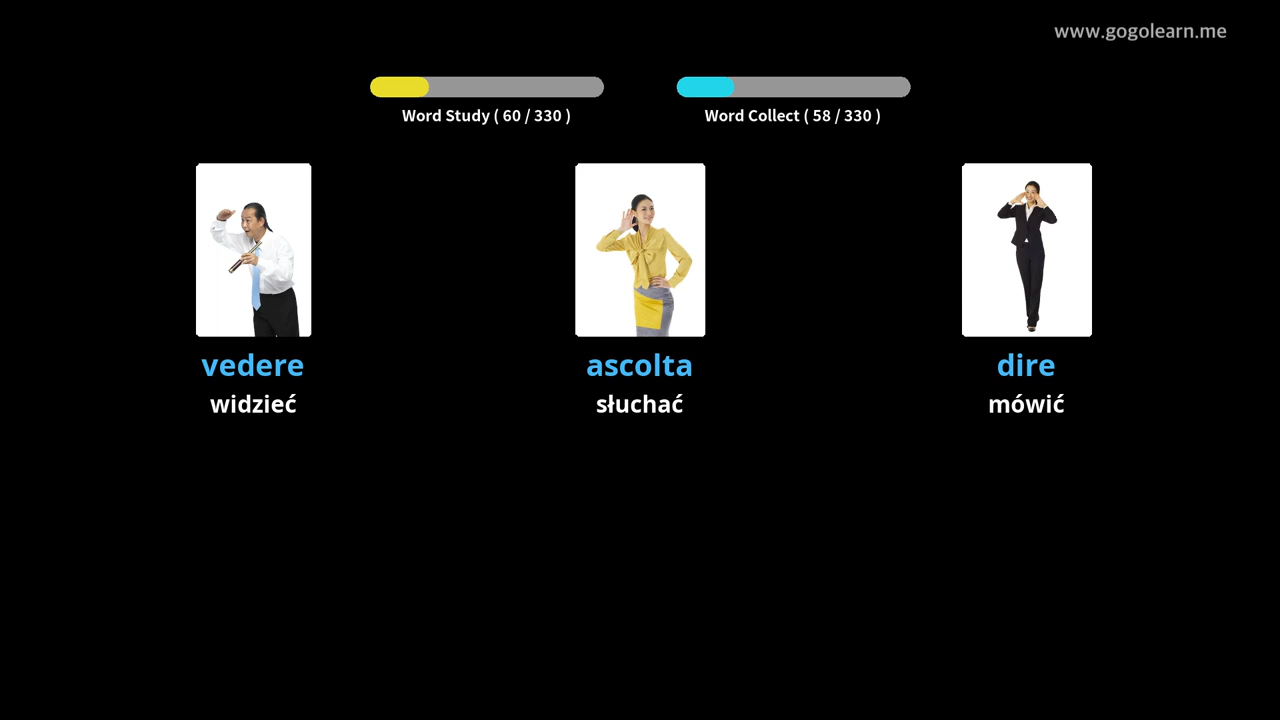 www.gogolearn.me
Word Study ( 60 / 330 )
Word Collect ( 58 / 330 )
vedere
ascolta
dire
widzieć
słuchać
mówić